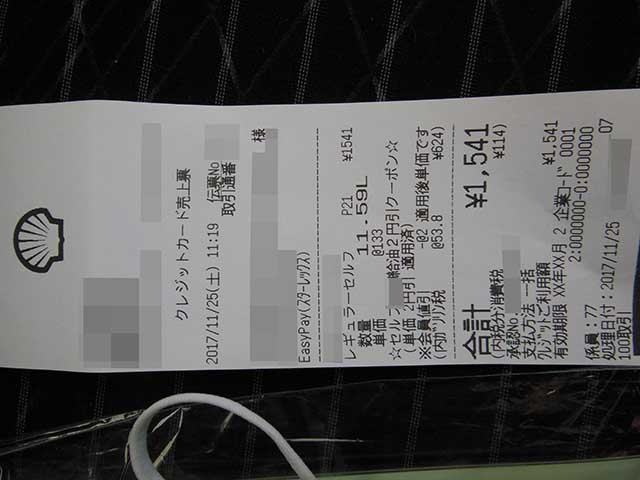 クレジットカード売上票
2017/11/25(土) 11:19 伝票No
取引通番
様
EasyPay(スターレックス)
レギュラーセルフ P21 ¥1541
数量 11.59L
単価 @133
☆セルフ 給油2円引クーポン☆
(単価 2円引 適用済)
※会員値引 -@2 適用後単価です
(内ガソリン税 @53.8 ¥624)
合計 ¥1,541
(内税分消費税 ¥114)
承認No.
支払方法 一括
クレジットご利用額 ¥1,541
有効期限 XX年XX月 2 企業コード 0001
2:0000000-0:0000000
係員:77 07
処理日付:2017/11/25
100取引